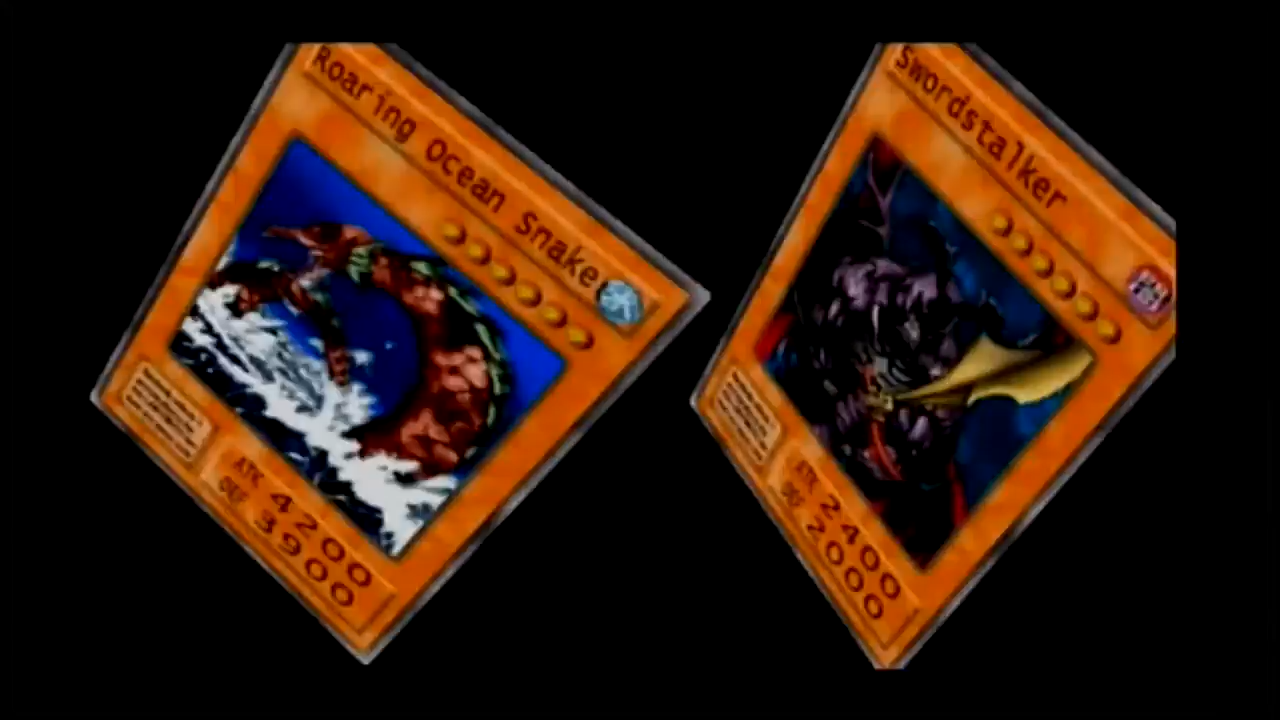 Roaring Ocean Snake
ATK 4200
DEF 3900
Swordstalker
ATK 2400
DEF 2000